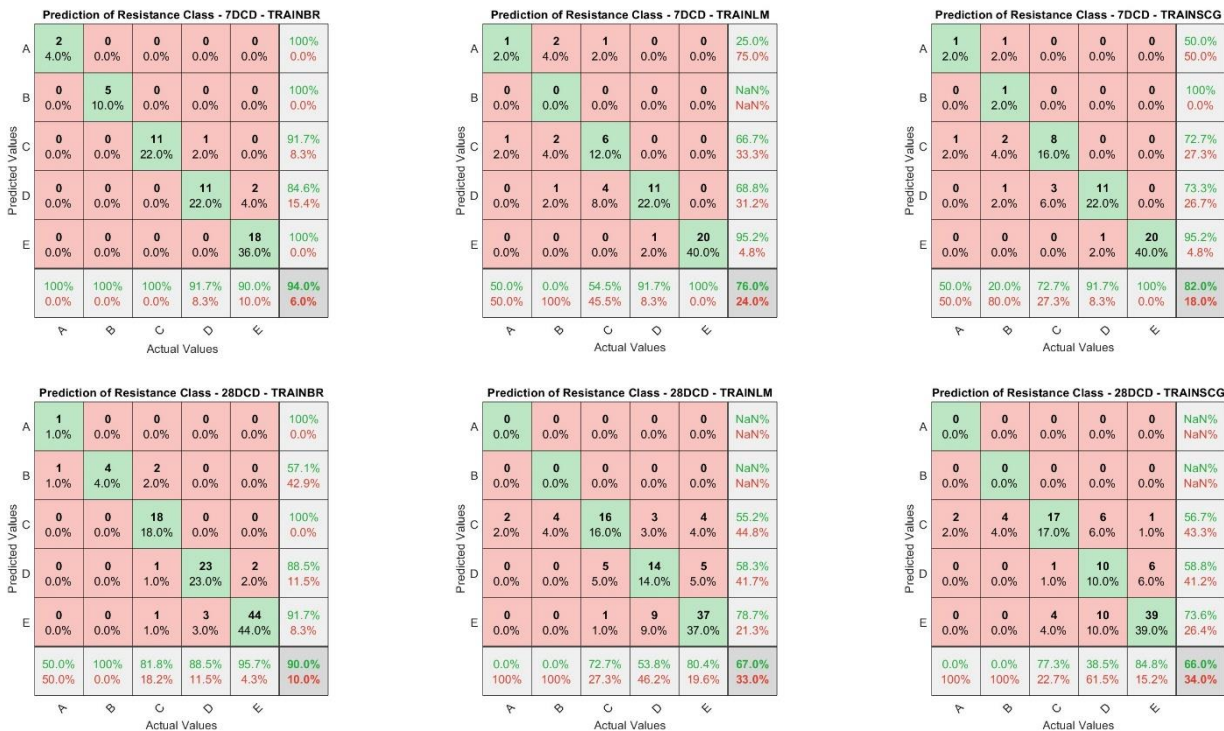 Prediction of Resistance Class - 7DCD - TRAINBR
A 2 0 0 0 0 100%
4.0% 0.0% 0.0% 0.0% 0.0% 0.0%
B 0 5 0 0 0 100%
0.0% 10.0% 0.0% 0.0% 0.0% 0.0%
C 0 0 11 1 0 91.7%
0.0% 0.0% 22.0% 2.0% 0.0% 8.3%
D 0 0 0 11 2 84.6%
0.0% 0.0% 0.0% 22.0% 4.0% 15.4%
E 0 0 0 0 18 100%
0.0% 0.0% 0.0% 0.0% 36.0% 0.0%
100% 100% 100% 91.7% 90.0% 94.0%
0.0% 0.0% 0.0% 8.3% 10.0% 6.0%
A B C D E
Predicted Values
Actual Values
Prediction of Resistance Class - 7DCD - TRAINLM
A 1 2 1 0 0 25.0%
2.0% 4.0% 2.0% 0.0% 0.0% 75.0%
B 0 0 0 0 0 NaN%
0.0% 0.0% 0.0% 0.0% 0.0% NaN%
C 1 2 6 0 0 66.7%
2.0% 4.0% 12.0% 0.0% 0.0% 33.3%
D 0 1 4 11 0 68.8%
0.0% 2.0% 8.0% 22.0% 0.0% 31.2%
E 0 0 0 1 20 95.2%
0.0% 0.0% 0.0% 2.0% 40.0% 4.8%
50.0% 0.0% 54.5% 91.7% 100% 76.0%
50.0% 100% 45.5% 8.3% 0.0% 24.0%
A B C D E
Predicted Values
Actual Values
Prediction of Resistance Class - 7DCD - TRAINSCG
A 1 1 0 0 0 50.0%
2.0% 2.0% 0.0% 0.0% 0.0% 50.0%
B 0 1 0 0 0 100%
0.0% 2.0% 0.0% 0.0% 0.0% 0.0%
C 1 2 8 0 0 72.7%
2.0% 4.0% 16.0% 0.0% 0.0% 27.3%
D 0 1 3 11 0 73.3%
0.0% 2.0% 6.0% 22.0% 0.0% 26.7%
E 0 0 0 1 20 95.2%
0.0% 0.0% 0.0% 2.0% 40.0% 4.8%
50.0% 20.0% 72.7% 91.7% 100% 82.0%
50.0% 80.0% 27.3% 8.3% 0.0% 18.0%
A B C D E
Predicted Values
Actual Values
Prediction of Resistance Class - 28DCD - TRAINBR
A 1 0 0 0 0 100%
1.0% 0.0% 0.0% 0.0% 0.0% 0.0%
B 1 4 2 0 0 57.1%
1.0% 4.0% 2.0% 0.0% 0.0% 42.9%
C 0 0 18 0 0 100%
0.0% 0.0% 18.0% 0.0% 0.0% 0.0%
D 0 0 1 23 2 88.5%
0.0% 0.0% 1.0% 23.0% 2.0% 11.5%
E 0 0 1 3 44 91.7%
0.0% 0.0% 1.0% 3.0% 44.0% 8.3%
50.0% 100% 81.8% 88.5% 95.7% 90.0%
50.0% 0.0% 18.2% 11.5% 4.3% 10.0%
A B C D E
Predicted Values
Actual Values
Prediction of Resistance Class - 28DCD - TRAINLM
A 0 0 0 0 0 NaN%
0.0% 0.0% 0.0% 0.0% 0.0% NaN%
B 0 0 0 0 0 NaN%
0.0% 0.0% 0.0% 0.0% 0.0% NaN%
C 2 4 16 3 4 55.2%
2.0% 4.0% 16.0% 3.0% 4.0% 44.8%
D 0 0 5 14 5 58.3%
0.0% 0.0% 5.0% 14.0% 5.0% 41.7%
E 0 0 1 9 37 78.7%
0.0% 0.0% 1.0% 9.0% 37.0% 21.3%
0.0% 0.0% 72.7% 53.8% 80.4% 67.0%
100% 100% 27.3% 46.2% 19.6% 33.0%
A B C D E
Predicted Values
Actual Values
Prediction of Resistance Class - 28DCD - TRAINSCG
A 0 0 0 0 0 NaN%
0.0% 0.0% 0.0% 0.0% 0.0% NaN%
B 0 0 0 0 0 NaN%
0.0% 0.0% 0.0% 0.0% 0.0% NaN%
C 2 4 17 6 1 56.7%
2.0% 4.0% 17.0% 6.0% 1.0% 43.3%
D 0 0 1 10 6 58.8%
0.0% 0.0% 1.0% 10.0% 6.0% 41.2%
E 0 0 4 10 39 73.6%
0.0% 0.0% 4.0% 10.0% 39.0% 26.4%
0.0% 0.0% 77.3% 38.5% 84.8% 66.0%
100% 100% 22.7% 61.5% 15.2% 34.0%
A B C D E
Predicted Values
Actual Values